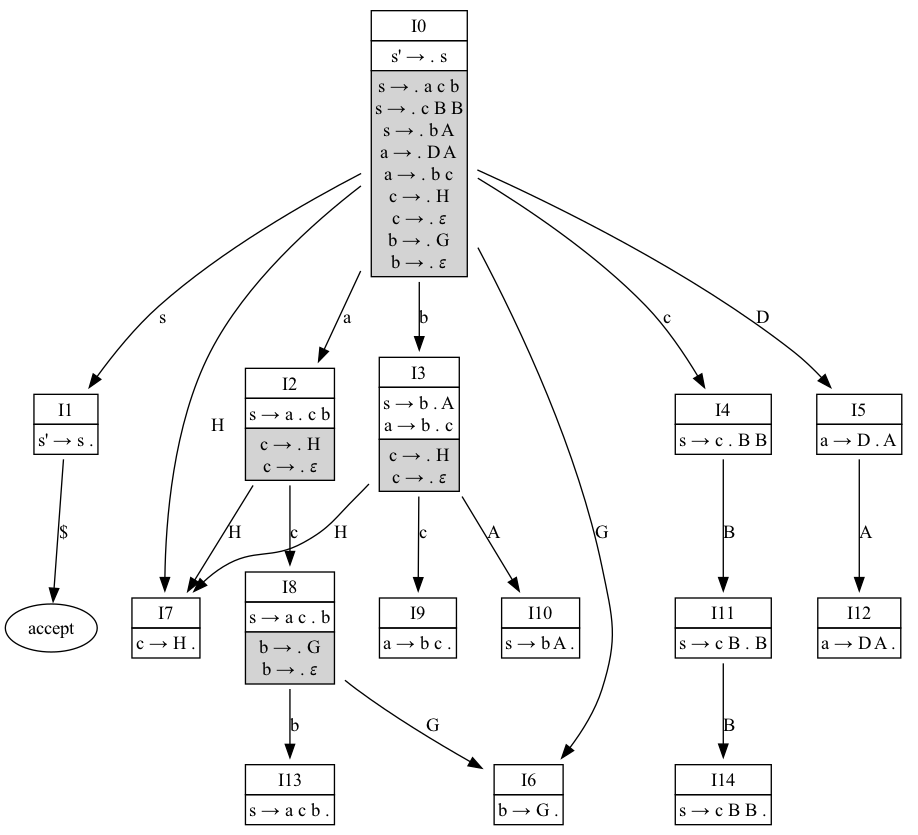 I0
s' → . s
s → . a c b
s → . c B B
s → . b A
a → . D A
a → . b c
c → . H
c → . ε
b → . G
b → . ε
s
H
a
b
G
c
D
I1
s' → s .
I2
s → a . c b
c → . H
c → . ε
I3
s → b . A
a → b . c
c → . H
c → . ε
I4
s → c . B B
I5
a → D . A
$
H
c
H
c
A
B
A
accept
I7
c → H .
I8
s → a c . b
b → . G
b → . ε
I9
a → b c .
I10
s → b A .
I11
s → c B . B
I12
a → D A .
b
G
B
I13
s → a c b .
I6
b → G .
I14
s → c B B .